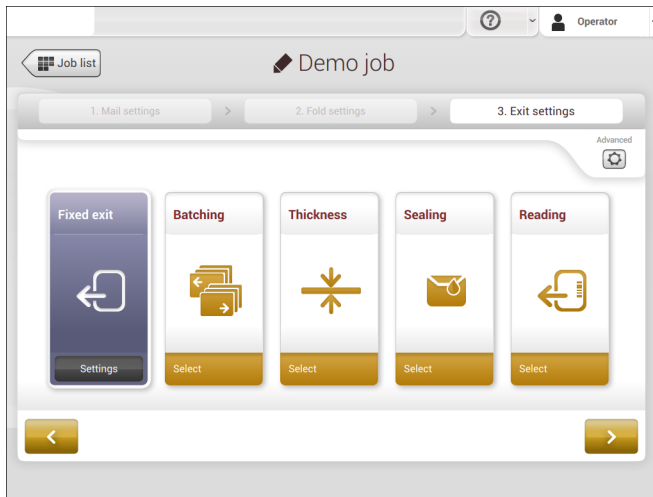 ? Operator
Job list
Demo job
1. Mail settings > 2. Fold settings > 3. Exit settings
Advanced
Fixed exit Batching Thickness Sealing Reading
Settings Select Select Select Select